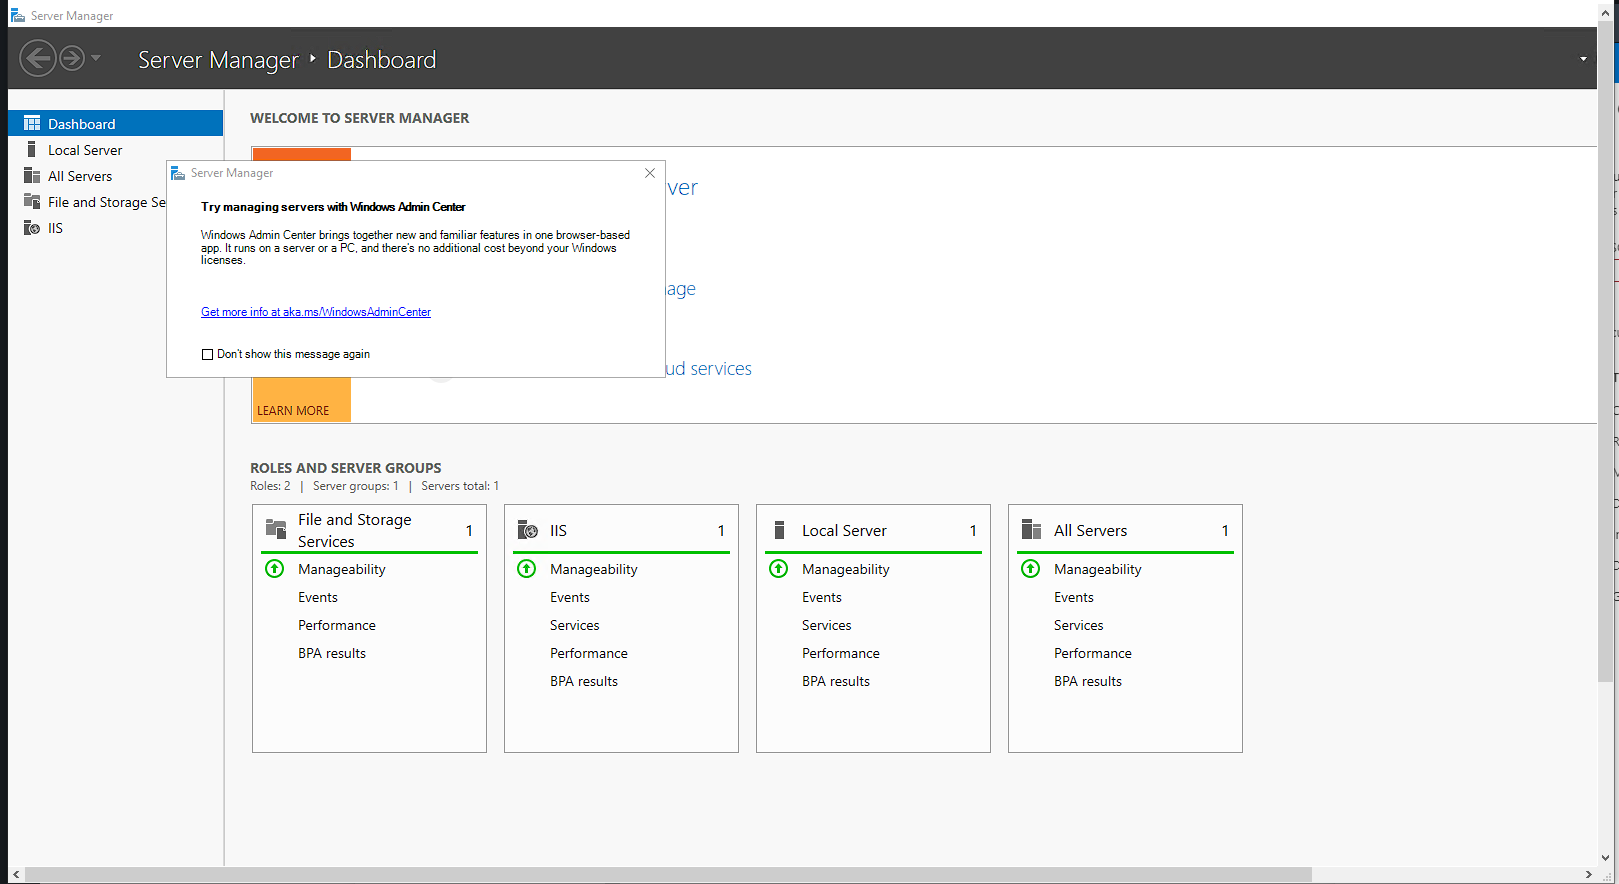 Server Manager
Server Manager Dashboard
Dashboard
Local Server
All Servers
File and Storage Se
IIS
WELCOME TO SERVER MANAGER
Server Manager
Try managing servers with Windows Admin Center
Windows Admin Center brings together new and familiar features in one browser-based
app. It runs on a server or a PC, and there's no additional cost beyond your Windows
licenses.
Get more info at aka.ms/WindowsAdminCenter
Don't show this message again
ver
age
ud services
LEARN MORE
ROLES AND SERVER GROUPS
Roles: 2 | Server groups: 1 | Servers total: 1
File and Storage
Services 1
Manageability
Events
Performance
BPA results
IIS 1
Manageability
Events
Services
Performance
BPA results
Local Server 1
Manageability
Events
Services
Performance
BPA results
All Servers 1
Manageability
Events
Services
Performance
BPA results